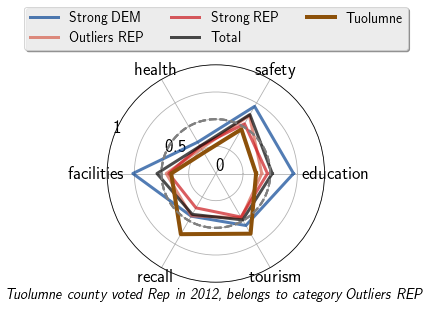 Strong DEM Strong REP Tuolumne
Outliers REP Total
health safety
1
0.5
0
facilities education
recall tourism
Tuolumne county voted Rep in 2012, belongs to category Outliers REP